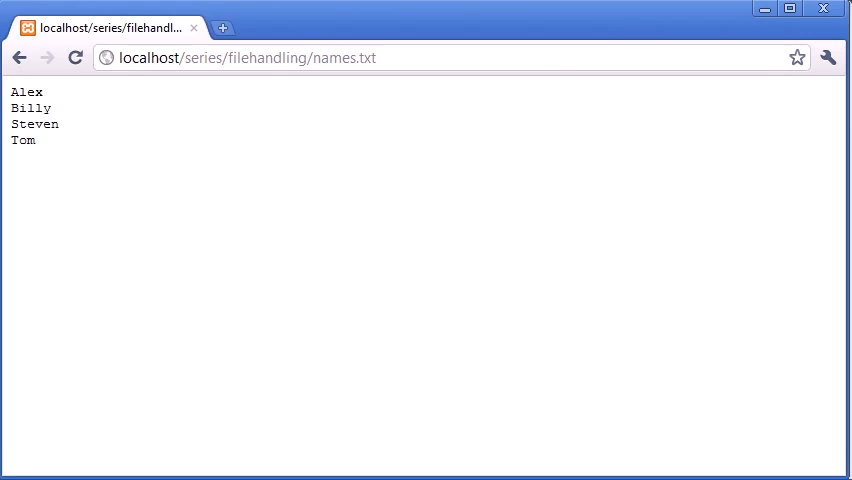 localhost/series/filehandl...
localhost/series/filehandling/names.txt
Alex
Billy
Steven
Tom